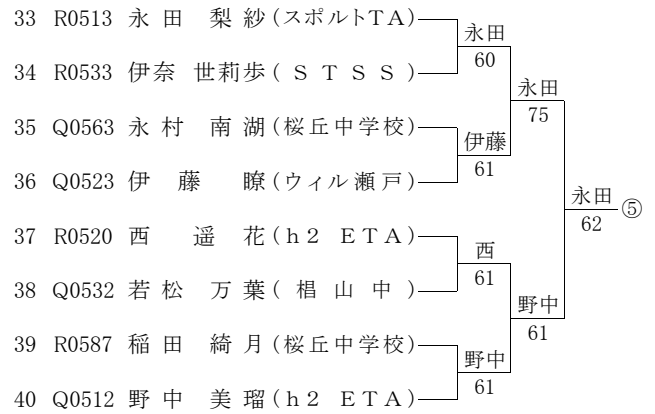 33 R0513 永田 梨紗(スポルトTA)
永田
60
34 R0533 伊奈 世莉歩(STSS)
永田
75
35 Q0563 永村 南湖(桜丘中学校)
伊藤
61
36 Q0523 伊藤 瞭(ウィル瀬戸)
永田
62 ⑤
37 R0520 西 遥花(h2 ETA)
西
61
38 Q0532 若松 万葉(椙山中)
野中
61
39 R0587 稲田 綺月(桜丘中学校)
野中
61
40 Q0512 野中 美瑠(h2 ETA)